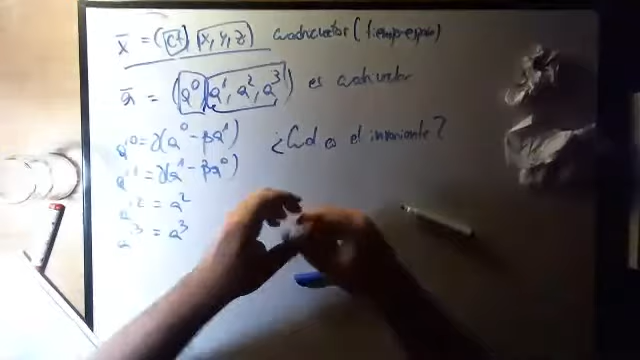 x̄ = (ct, x, y, z) cuadrivector (tiempo-espacio)
ā = (a⁰, a¹, a², a³) es cuadrivector
a'⁰ = γ(a⁰ - βa¹) ¿Cual es el invariante?
a'¹ = γ(a¹ - βa⁰)
a'² = a²
a'³ = a³